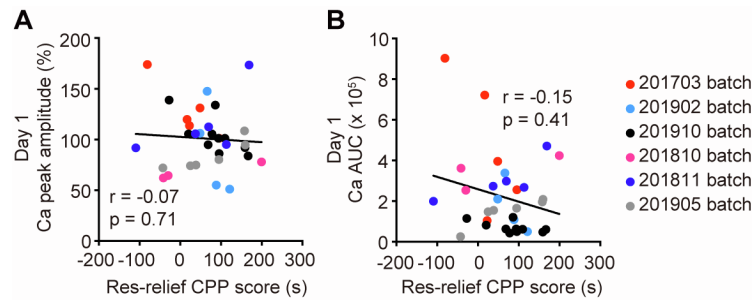 A
Day 1
Ca peak amplitude (%)
200
150
100
50
0
-200 -100 0 100 200 300
Res-relief CPP score (s)
r = -0.07
p = 0.71
B
Day 1
Ca AUC (x 10⁵)
10
8
6
4
2
0
-200 -100 0 100 200 300
Res-relief CPP score (s)
r = -0.15
p = 0.41
201703 batch
201902 batch
201910 batch
201810 batch
201811 batch
201905 batch